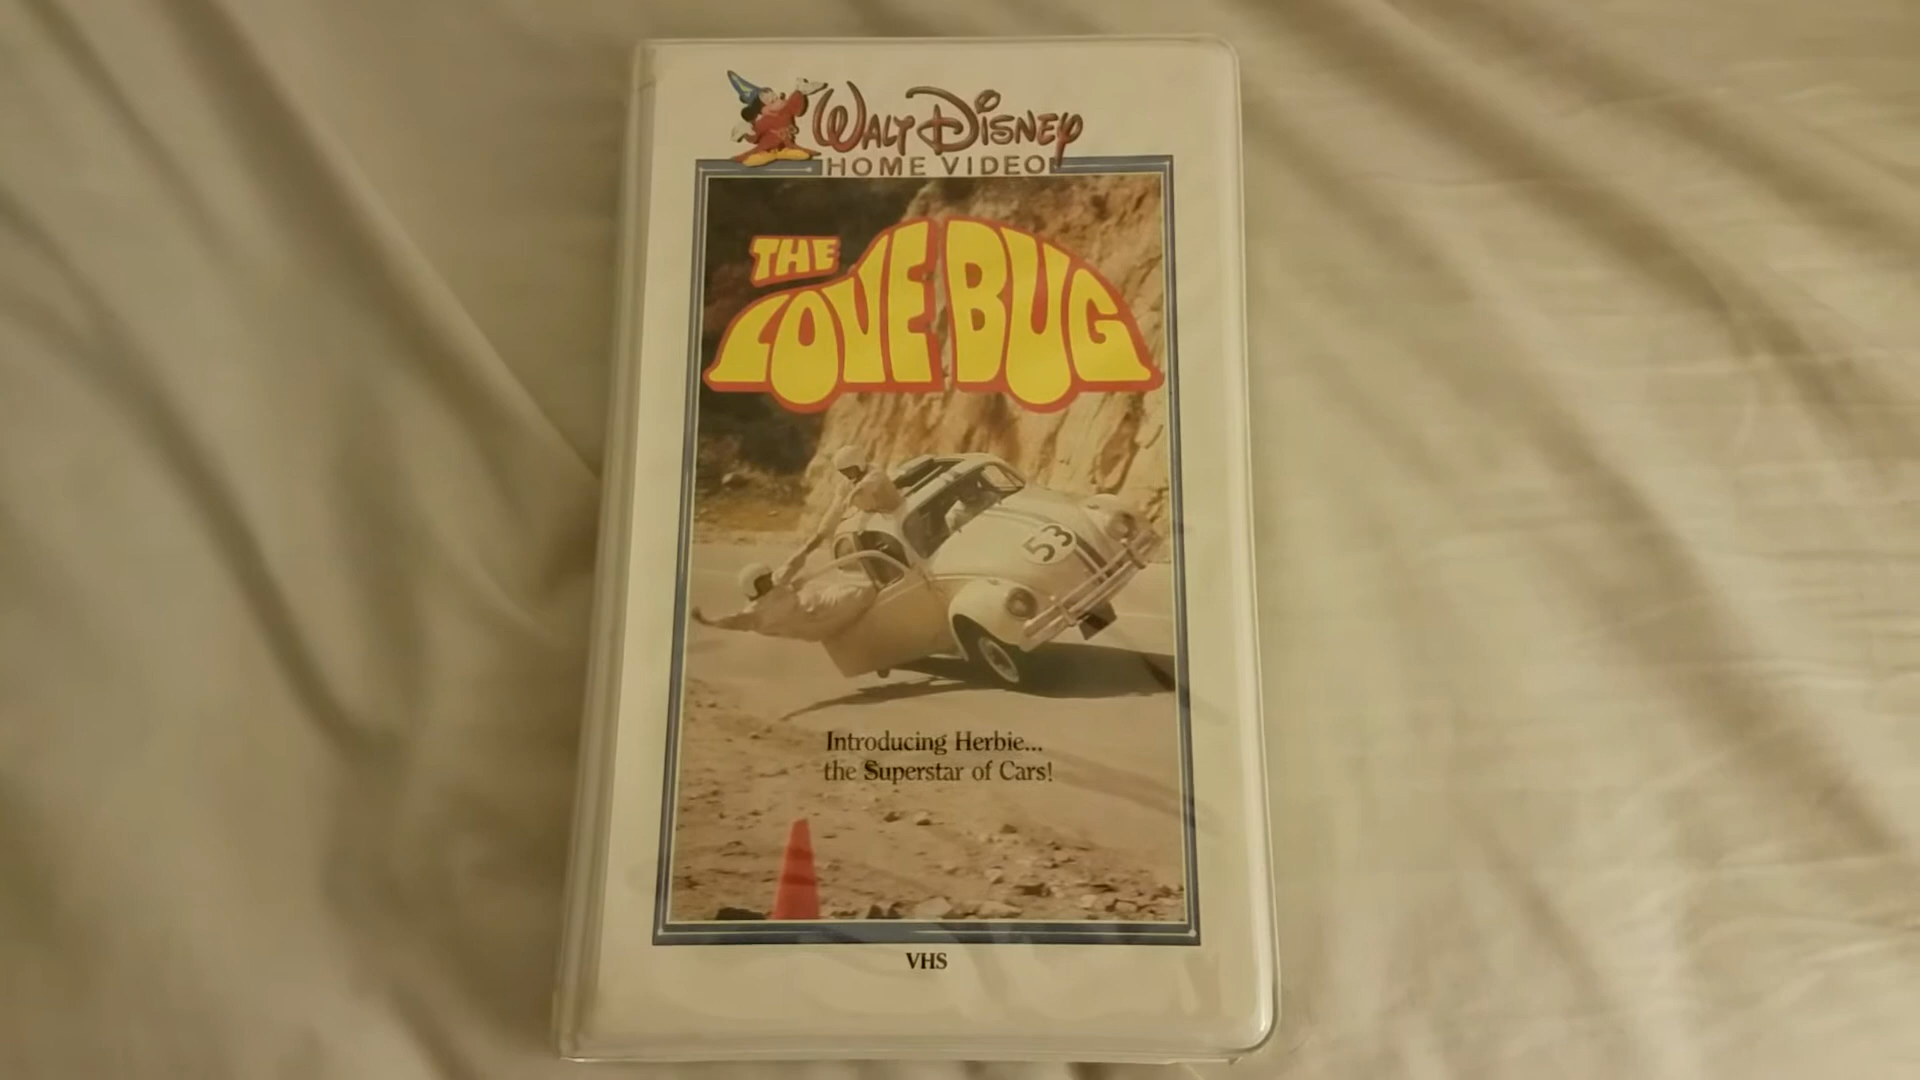 WALT DISNEY
HOME VIDEO
THE
LOVE BUG
53
Introducing Herbie...
the Superstar of Cars!
VHS